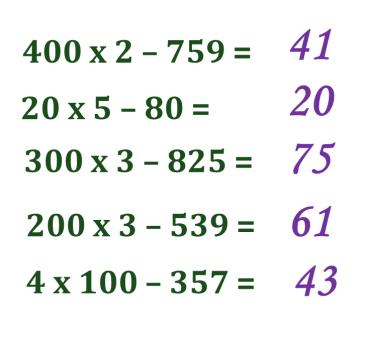 400 x 2 – 759 = 41
20 x 5 – 80 = 20
300 x 3 – 825 = 75
200 x 3 – 539 = 61
4 x 100 – 357 = 43